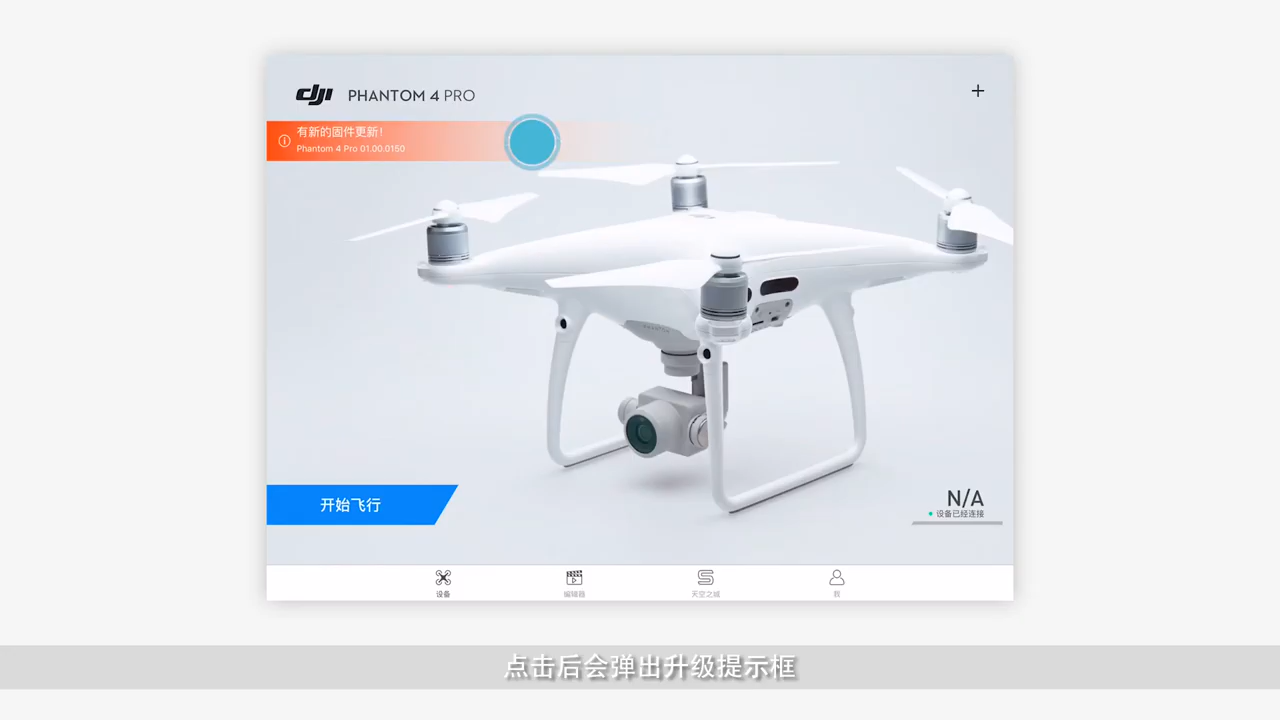 dji PHANTOM 4 PRO
有新的固件更新!
Phantom 4 Pro 01.00.0150
开始飞行
N/A
设备已经连接
设备
编辑器
天空之城
我
点击后会弹出升级提示框